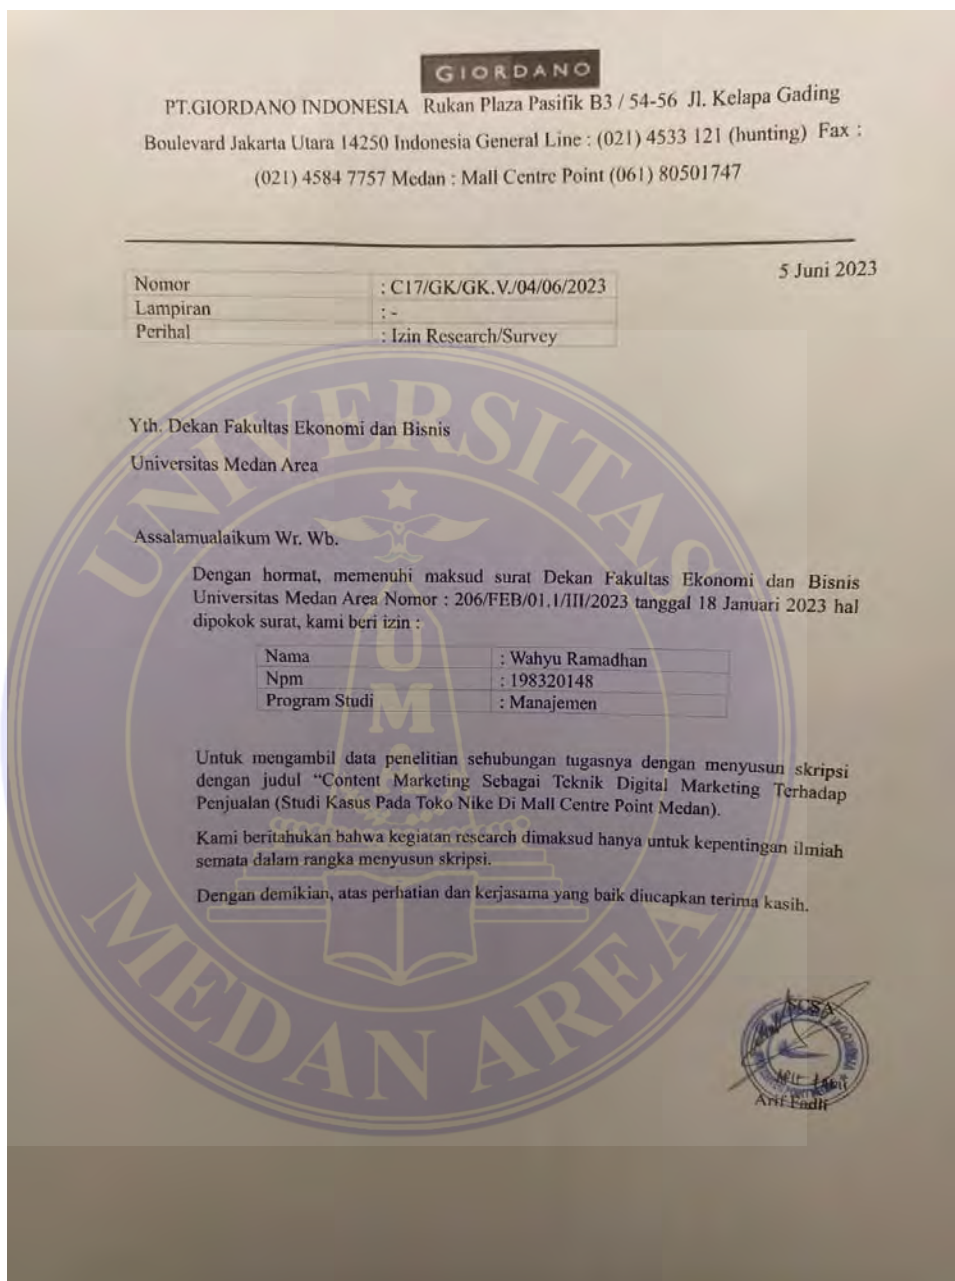 GIORDANO
PT.GIORDANO INDONESIA Rukan Plaza Pasifik B3 / 54-56 Jl. Kelapa Gading
Boulevard Jakarta Utara 14250 Indonesia General Line : (021) 4533 121 (hunting) Fax :
(021) 4584 7757 Medan : Mall Centre Point (061) 80501747
5 Juni 2023
Nomor : C17/GK/GK.V./04/06/2023
Lampiran : -
Perihal : Izin Research/Survey
Yth. Dekan Fakultas Ekonomi dan Bisnis
Universitas Medan Area
Assalamualaikum Wr. Wb.
Dengan hormat, memenuhi maksud surat Dekan Fakultas Ekonomi dan Bisnis
Universitas Medan Area Nomor : 206/FEB/01.1/III/2023 tanggal 18 Januari 2023 hal
dipokok surat, kami beri izin :
Nama : Wahyu Ramadhan
Npm : 198320148
Program Studi : Manajemen
Untuk mengambil data penelitian sehubungan tugasnya dengan menyusun skripsi
dengan judul “Content Marketing Sebagai Teknik Digital Marketing Terhadap
Penjualan (Studi Kasus Pada Toko Nike Di Mall Centre Point Medan).
Kami beritahukan bahwa kegiatan research dimaksud hanya untuk kepentingan ilmiah
semata dalam rangka menyusun skripsi.
Dengan demikian, atas perhatian dan kerjasama yang baik diucapkan terima kasih.
Arif Fadli
UNIVERSITAS
UMA
MEDAN AREA